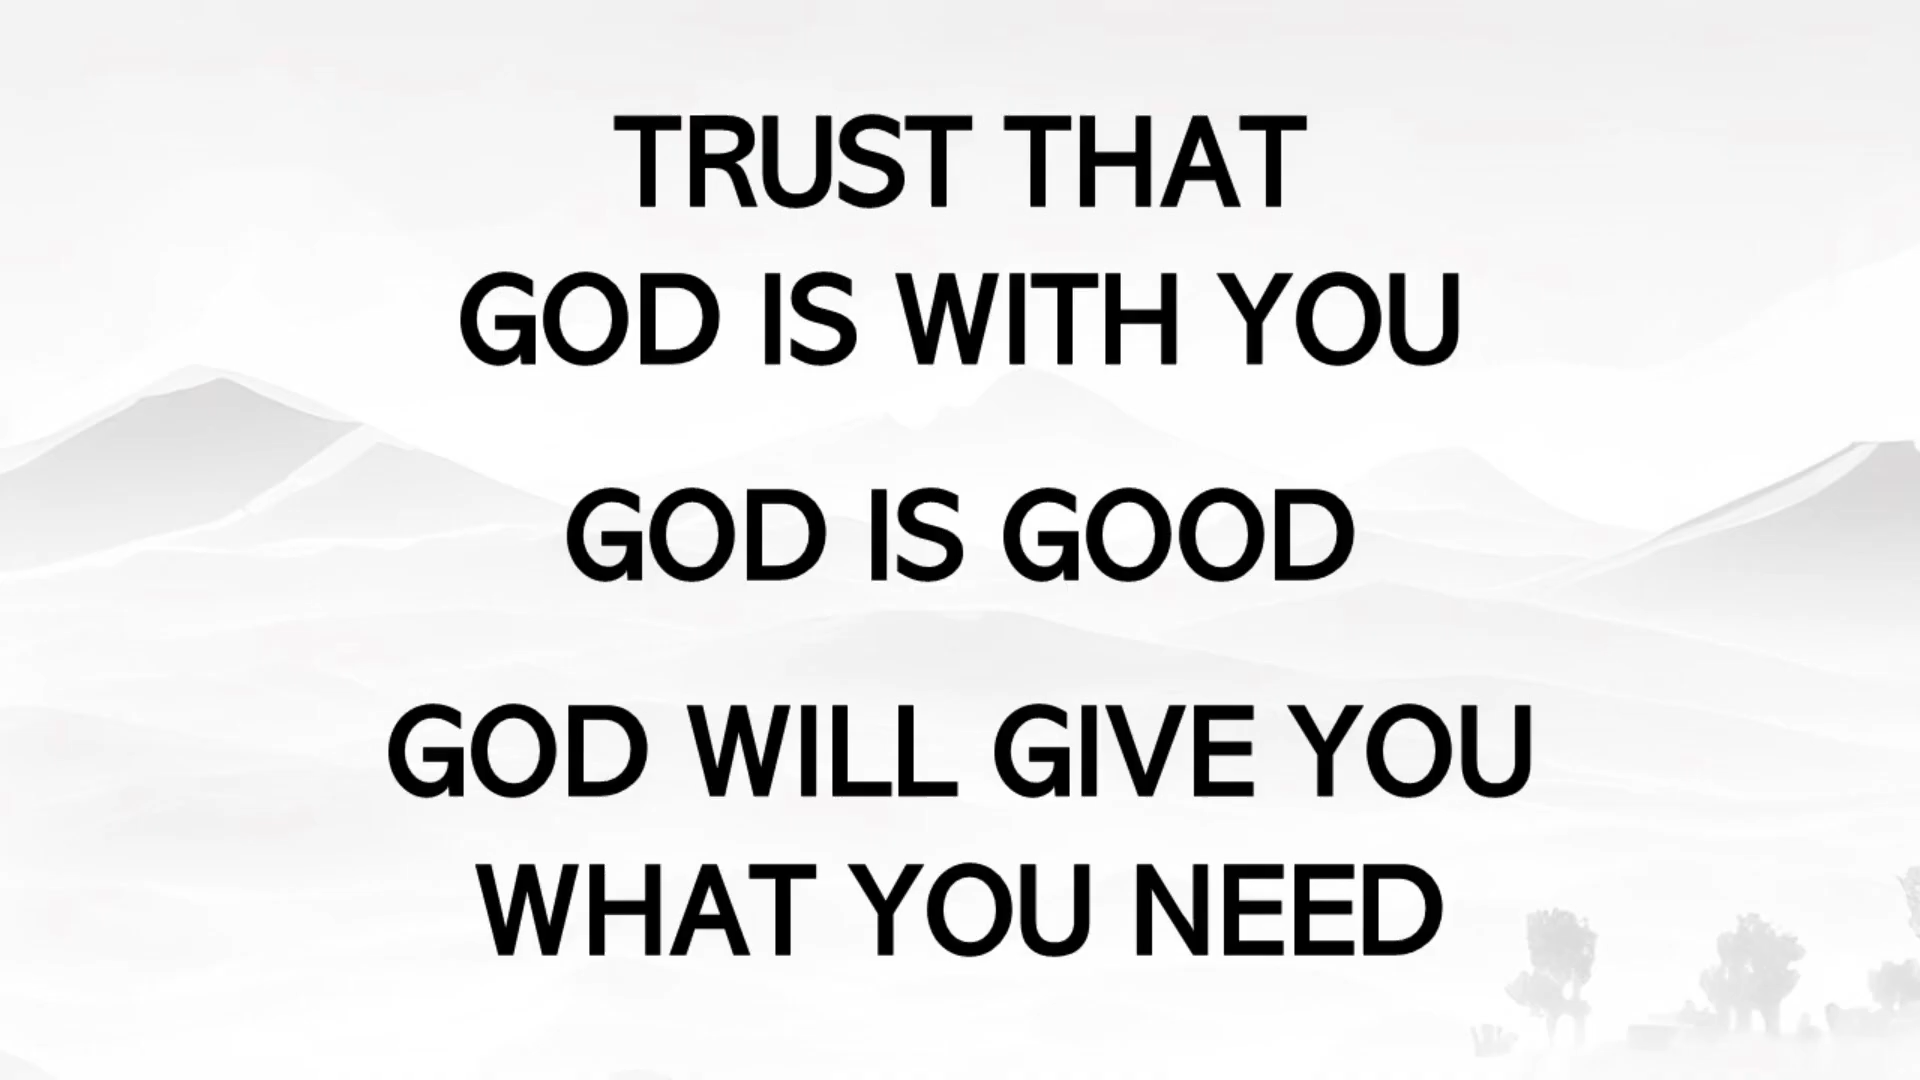 TRUST THAT
GOD IS WITH YOU
GOD IS GOOD
GOD WILL GIVE YOU
WHAT YOU NEED